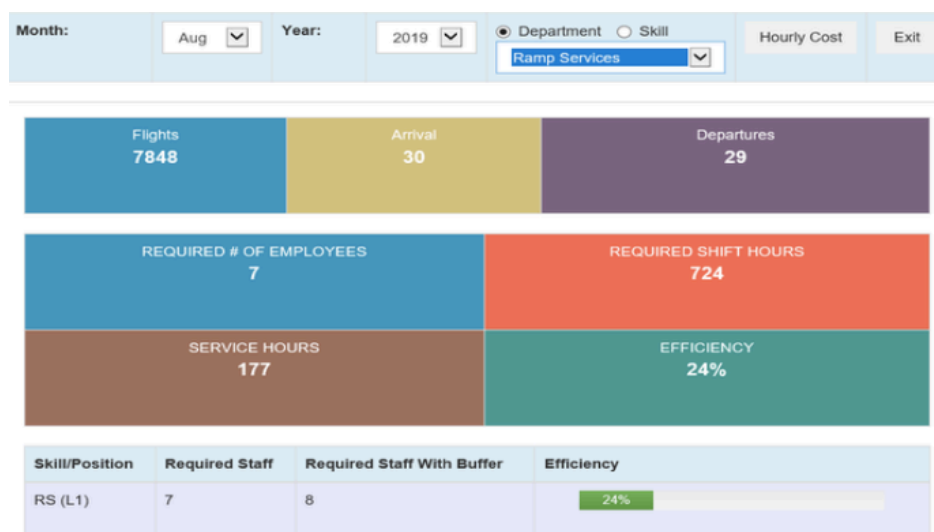 Month: Aug Year: 2019 Department Skill Hourly Cost Exit
Ramp Services
Flights Arrival Departures
7848 30 29
REQUIRED # OF EMPLOYEES REQUIRED SHIFT HOURS
7 724
SERVICE HOURS EFFICIENCY
177 24%
Skill/Position Required Staff Required Staff With Buffer Efficiency
RS (L1) 7 8 24%